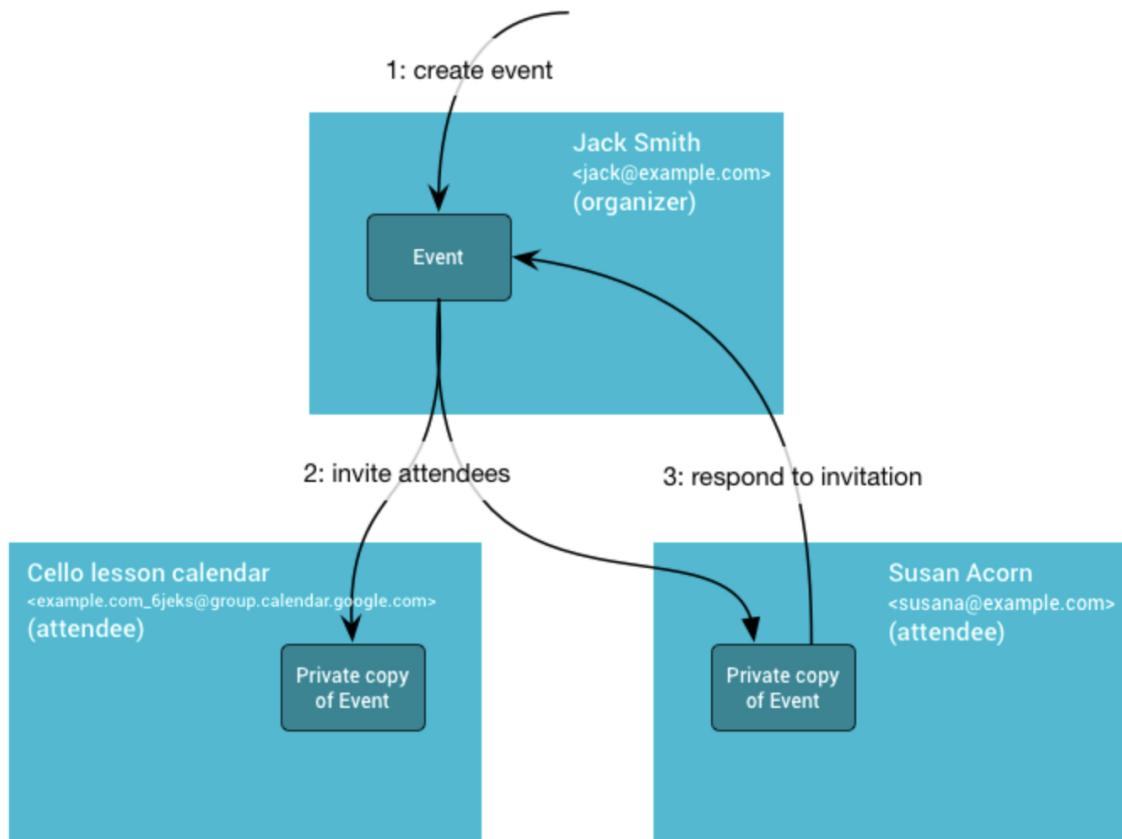 1: create event
Jack Smith
<jack@example.com>
(organizer)
Event
2: invite attendees
3: respond to invitation
Cello lesson calendar
<example.com_6jeks@group.calendar.google.com>
(attendee)
Private copy
of Event
Susan Acorn
<susana@example.com>
(attendee)
Private copy
of Event